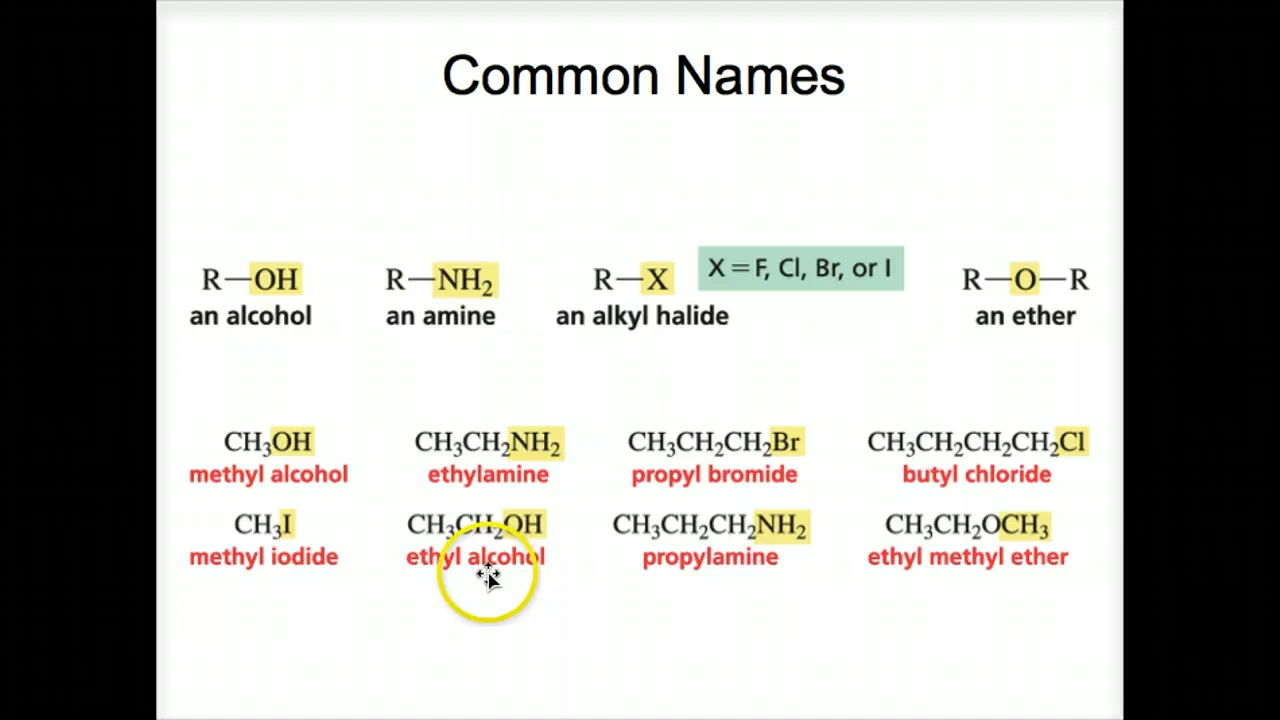 Common Names
R—OH
an alcohol
R—NH₂
an amine
R—X
an alkyl halide
X = F, Cl, Br, or I
R—O—R
an ether
CH₃OH
methyl alcohol
CH₃CH₂NH₂
ethylamine
CH₃CH₂CH₂Br
propyl bromide
CH₃CH₂CH₂CH₂Cl
butyl chloride
CH₃I
methyl iodide
CH₃CH₂OH
ethyl alcohol
CH₃CH₂CH₂NH₂
propylamine
CH₃CH₂OCH₃
ethyl methyl ether